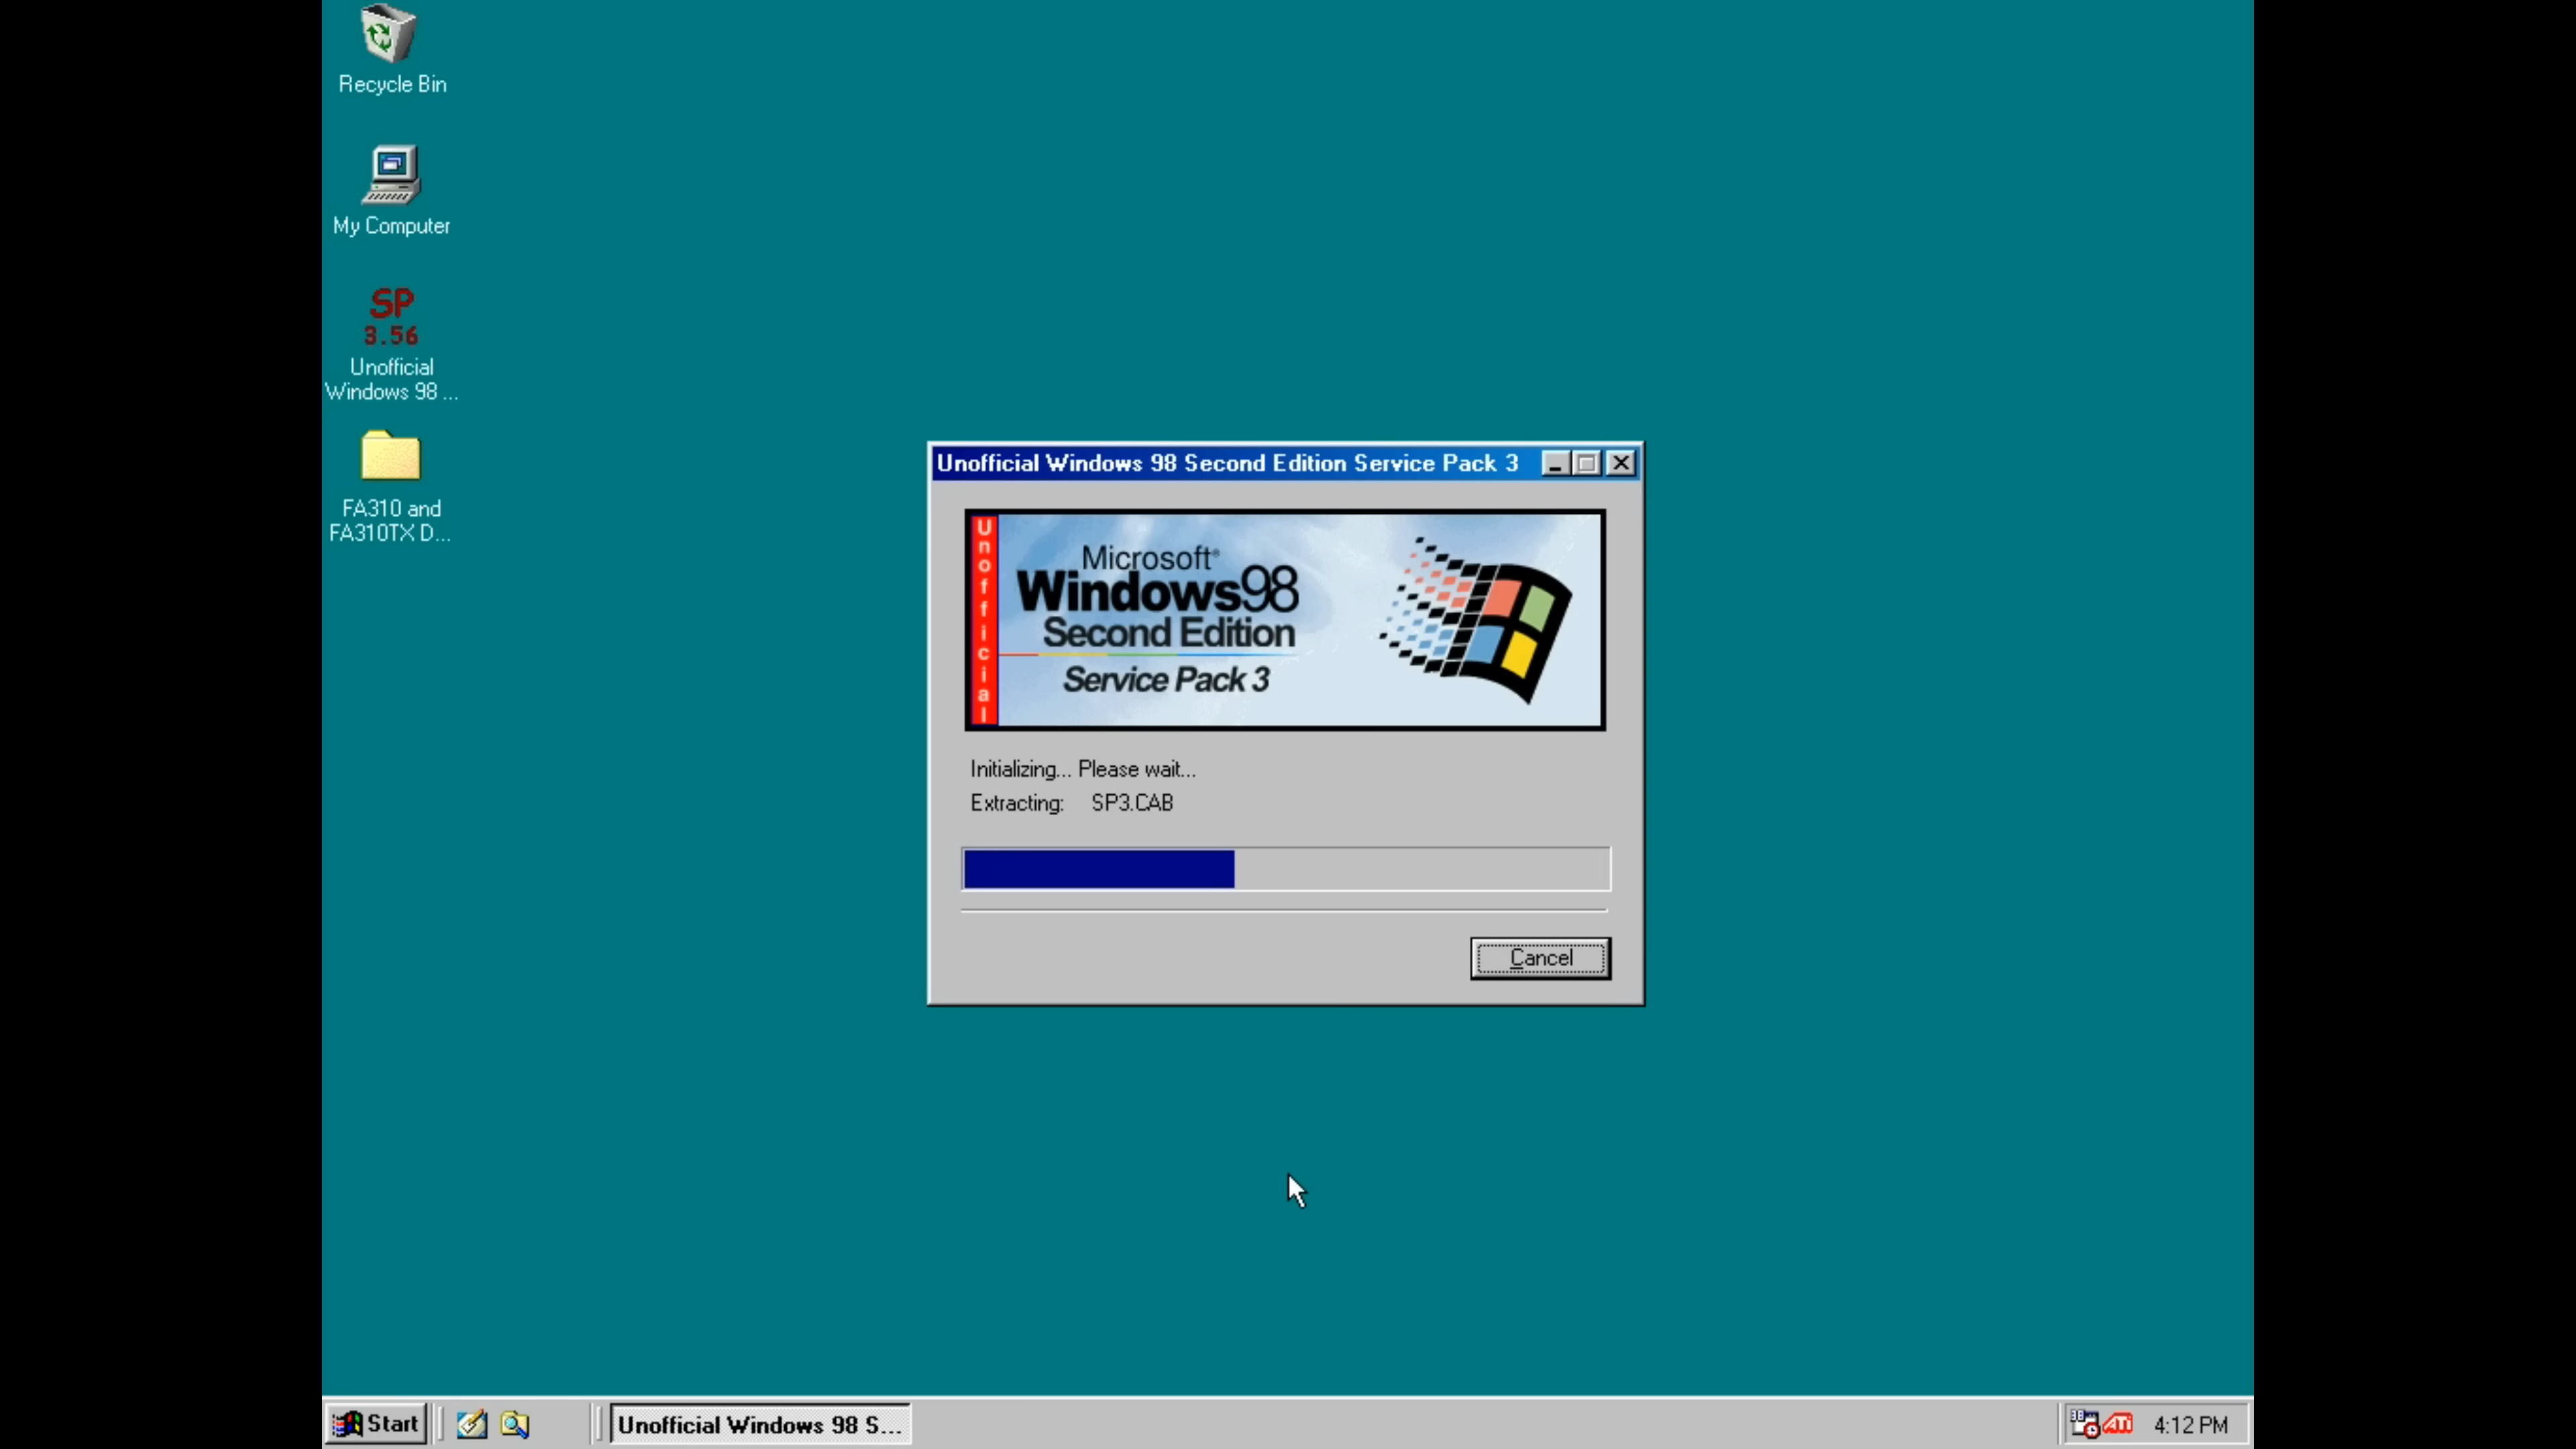 Recycle Bin
My Computer
SP
3.56
Unofficial
Windows 98 ...
FA310 and
FA310TX D...
Unofficial Windows 98 Second Edition Service Pack 3
Unofficial
Microsoft®
Windows98
Second Edition
Service Pack 3
Initializing... Please wait...
Extracting: SP3.CAB
Cancel
Start
Unofficial Windows 98 S...
ATI
4:12 PM